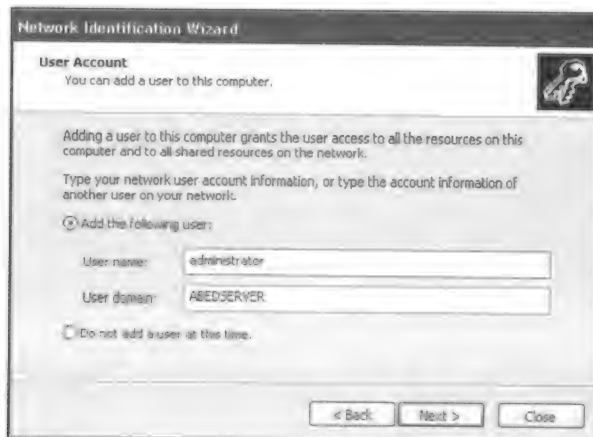 Network Identification Wizard
User Account
You can add a user to this computer.
Adding a user to this computer grants the user access to all the resources on this
computer and to all shared resources on the network.
Type your network user account information, or type the account information of
another user on your network.
Add the following user:
User name: administrator
User domain: ABEDSERVER
Do not add a user at this time.
< Back Next > Close